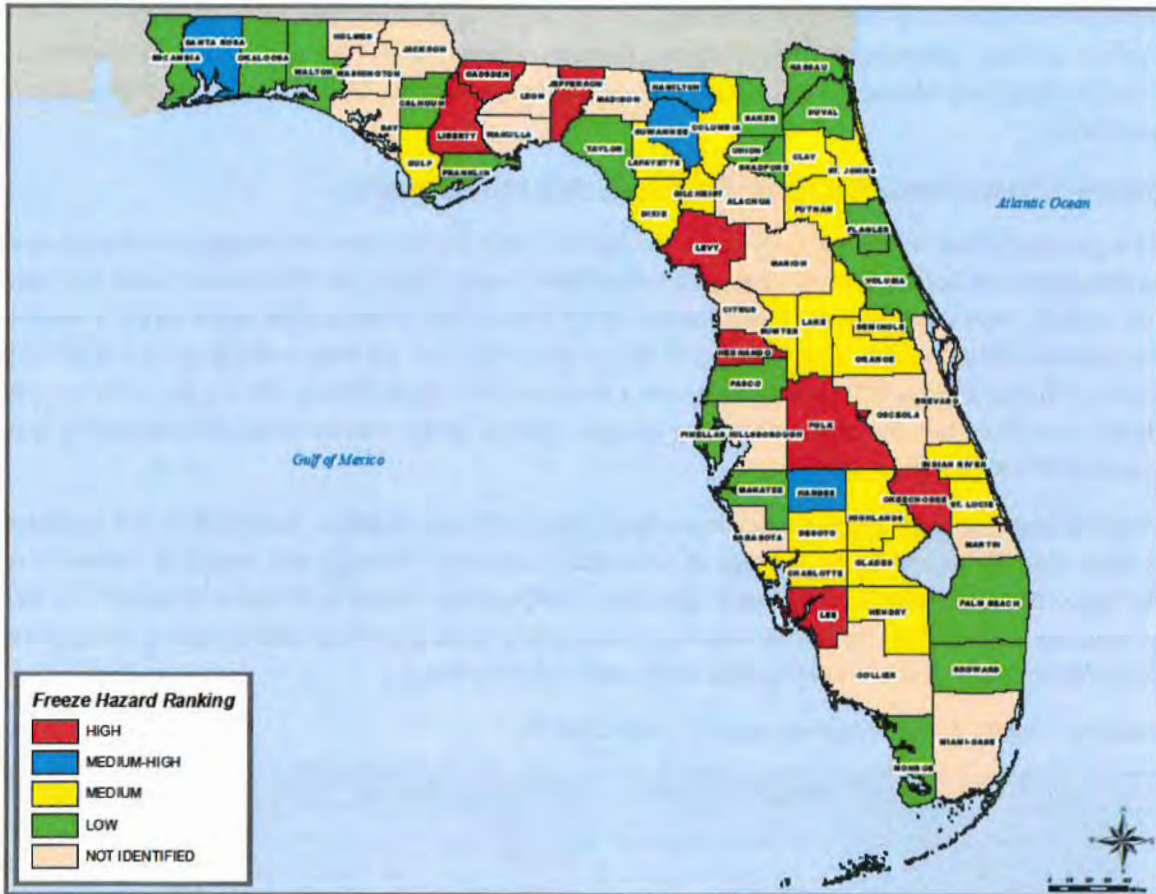 HOLMES
JACKSON
SANTA ROSA
ESCAMBIA
OKALOOSA
WALTON
WASHINGTON
GADSDEN
JEFFERSON
HAMILTON
NASSAU
CALHOUN
LEON
MADISON
DUVAL
BAY
LIBERTY
WAKULLA
SUWANNEE
COLUMBIA
BAKER
GULF
FRANKLIN
TAYLOR
LAFAYETTE
UNION
BRADFORD
CLAY
ST. JOHNS
GILCHRIST
ALACHUA
PUTNAM
DIXIE
FLAGLER
Atlantic Ocean
LEVY
MARION
VOLUSIA
CITRUS
SUMTER
LAKE
SEMINOLE
HERNANDO
ORANGE
PASCO
BREVARD
OSCEOLA
POLK
PINELLAS
HILLSBOROUGH
Gulf of Mexico
INDIAN RIVER
MANATEE
HARDEE
OKEECHOBEE
ST. LUCIE
HIGHLANDS
SARASOTA
DESOTO
MARTIN
CHARLOTTE
GLADES
LEE
HENDRY
PALM BEACH
COLLIER
BROWARD
MIAMI-DADE
MONROE
Freeze Hazard Ranking
HIGH
MEDIUM-HIGH
MEDIUM
LOW
NOT IDENTIFIED